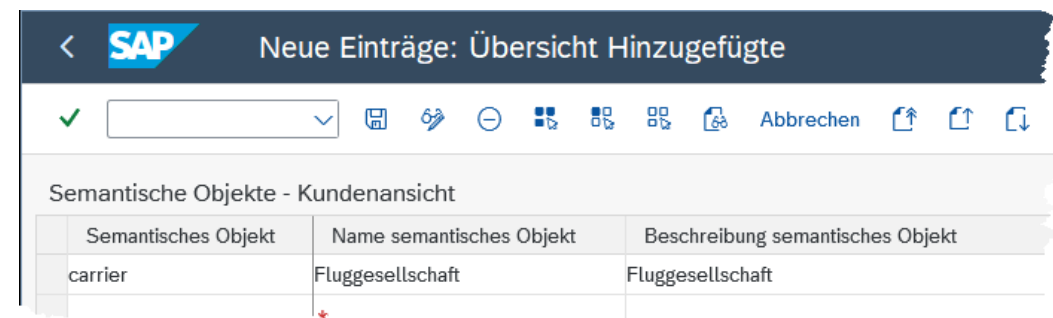 SAP Neue Einträge: Übersicht Hinzugefügte
Abbrechen
Semantische Objekte - Kundenansicht
Semantisches Objekt Name semantisches Objekt Beschreibung semantisches Objekt
carrier Fluggesellschaft Fluggesellschaft
*